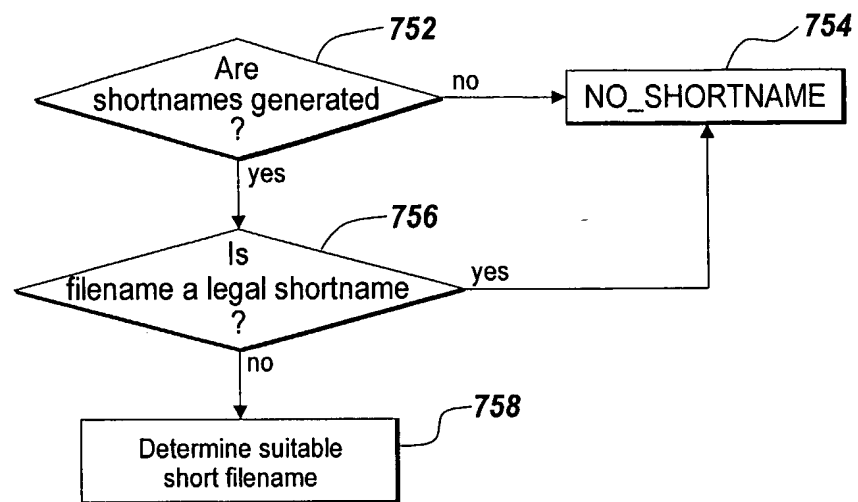 752
754
Are
shortnames generated
?
no
NO_SHORTNAME
yes
756
Is
filename a legal shortname
?
yes
no
758
Determine suitable
short filename